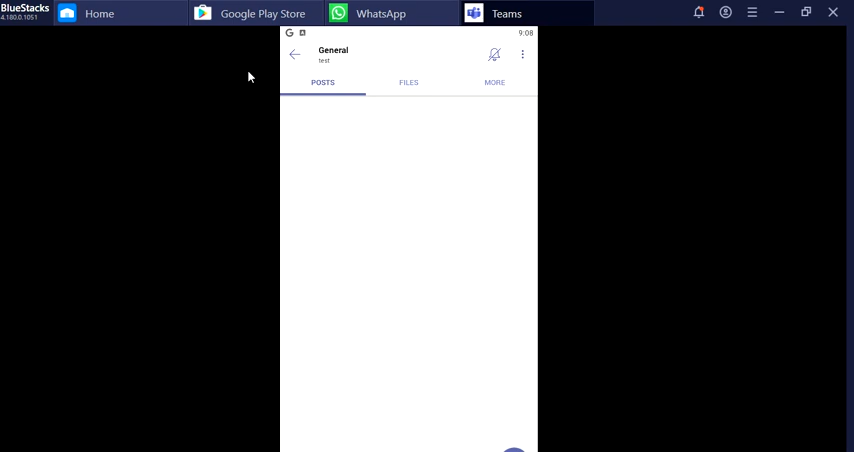 BlueStacks
4.180.0.1051
Home
Google Play Store
WhatsApp
Teams
9:08
General
test
POSTS
FILES
MORE